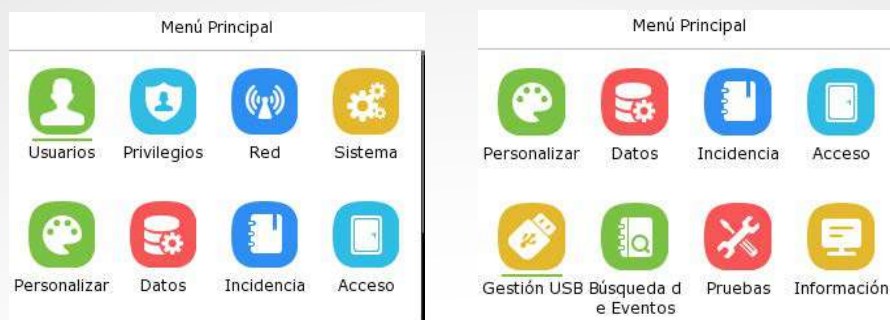 Menú Principal
Usuarios Privilegios Red Sistema
Personalizar Datos Incidencia Acceso
Menú Principal
Personalizar Datos Incidencia Acceso
Gestión USB Búsqueda d Pruebas Información
e Eventos